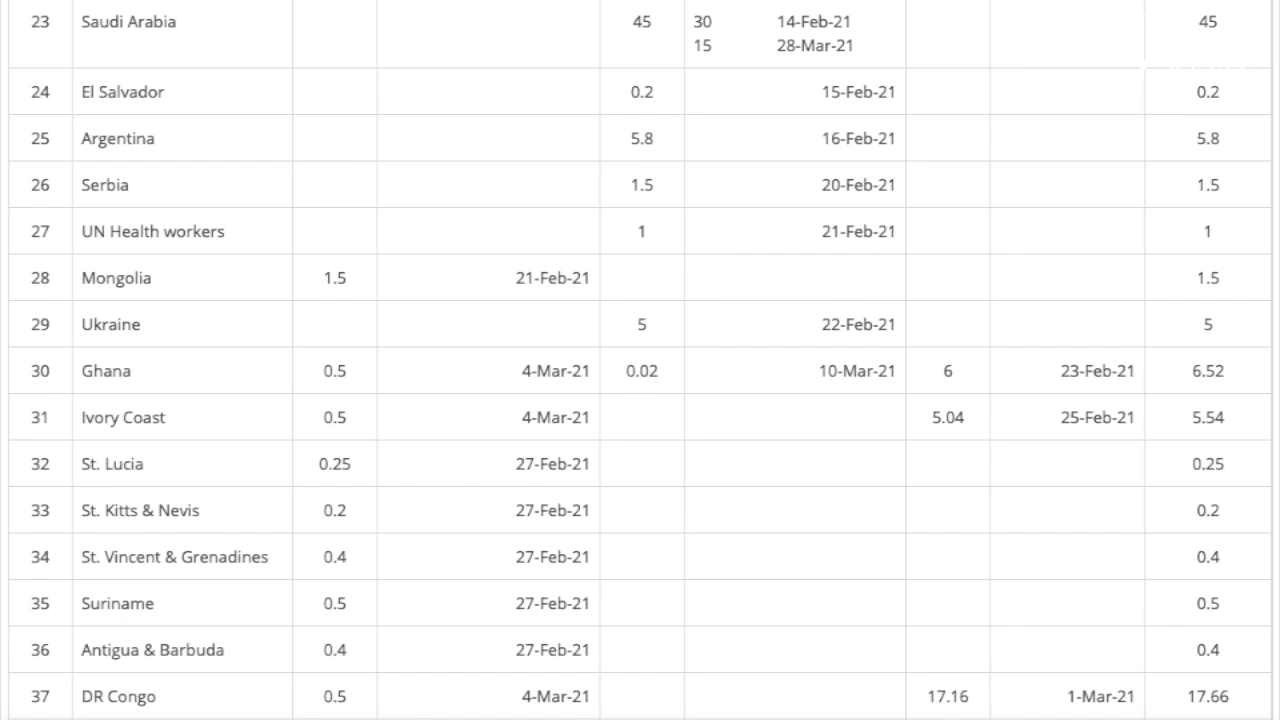 23 Saudi Arabia 45 30 14-Feb-21 45
15 28-Mar-21
24 El Salvador 0.2 15-Feb-21 0.2
25 Argentina 5.8 16-Feb-21 5.8
26 Serbia 1.5 20-Feb-21 1.5
27 UN Health workers 1 21-Feb-21 1
28 Mongolia 1.5 21-Feb-21 1.5
29 Ukraine 5 22-Feb-21 5
30 Ghana 0.5 4-Mar-21 0.02 10-Mar-21 6 23-Feb-21 6.52
31 Ivory Coast 0.5 4-Mar-21 5.04 25-Feb-21 5.54
32 St. Lucia 0.25 27-Feb-21 0.25
33 St. Kitts & Nevis 0.2 27-Feb-21 0.2
34 St. Vincent & Grenadines 0.4 27-Feb-21 0.4
35 Suriname 0.5 27-Feb-21 0.5
36 Antigua & Barbuda 0.4 27-Feb-21 0.4
37 DR Congo 0.5 4-Mar-21 17.16 1-Mar-21 17.66